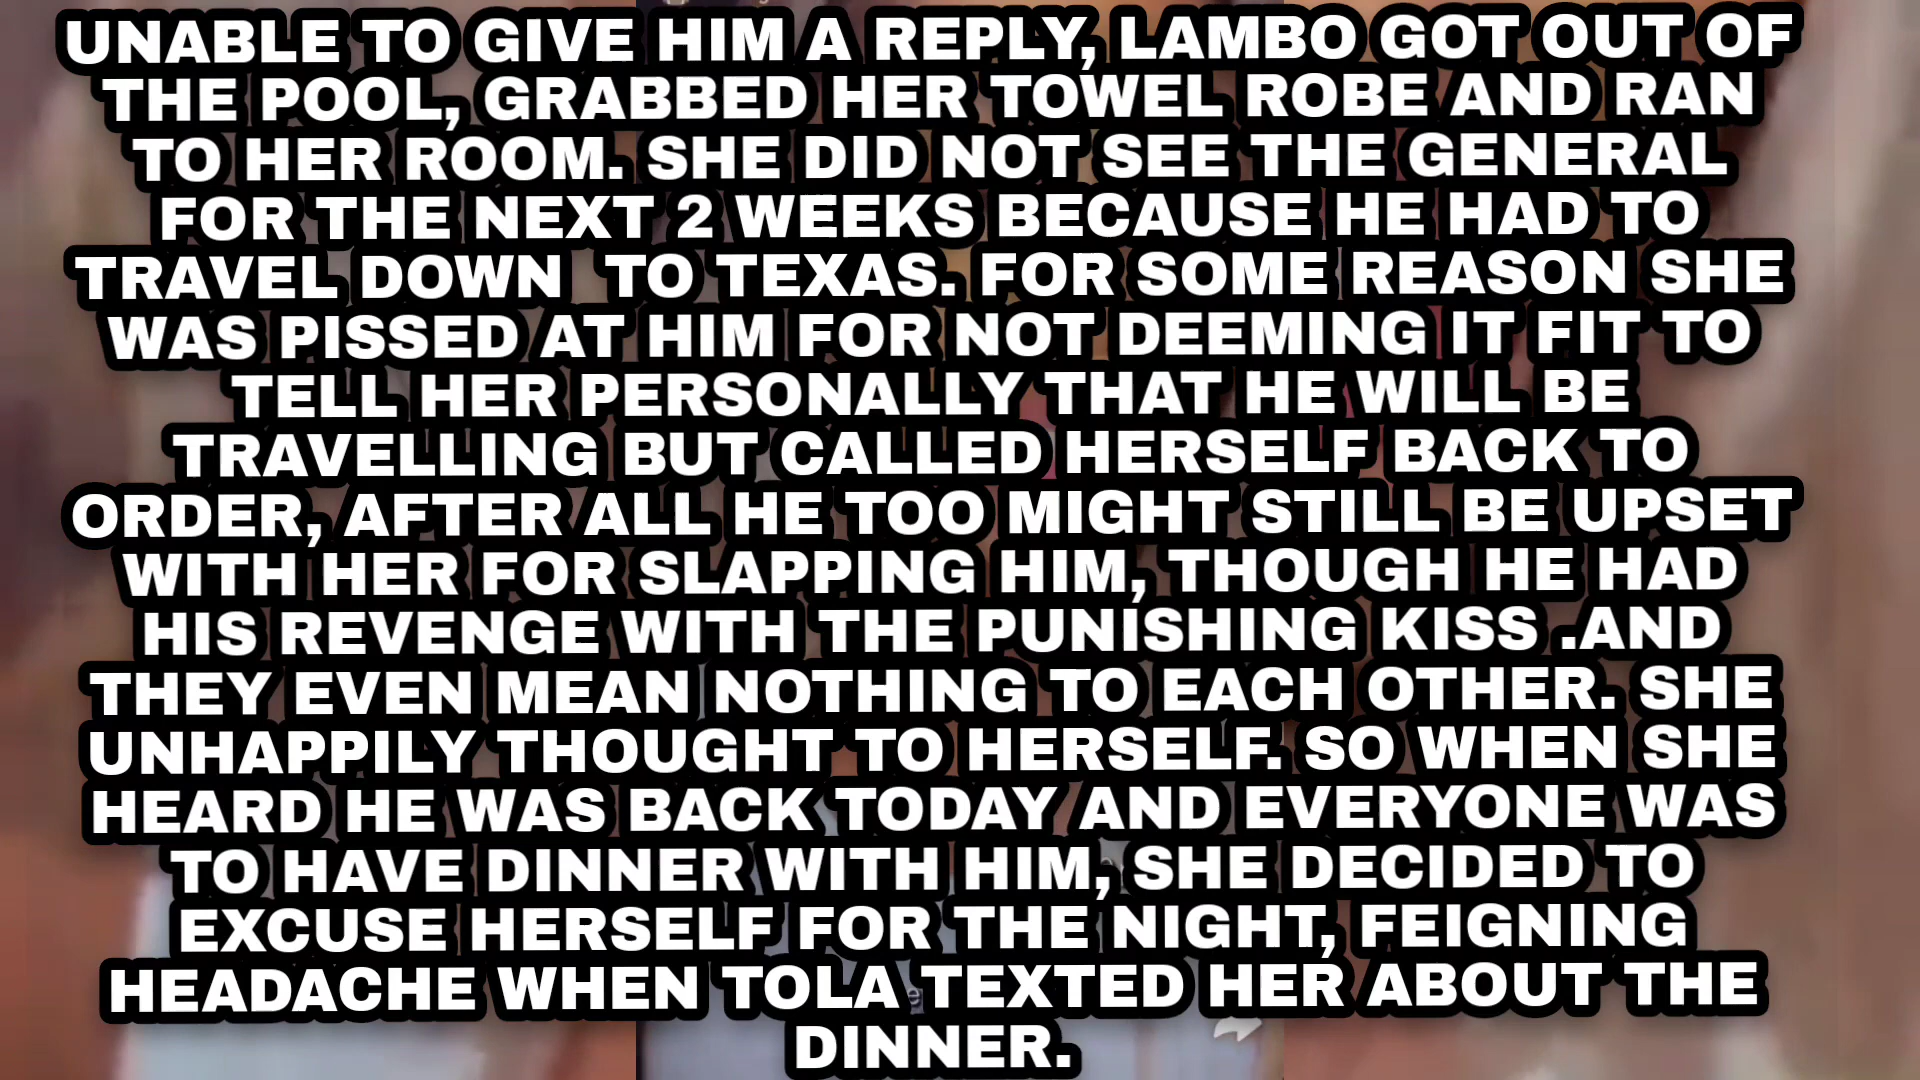 UNABLE TO GIVE HIM A REPLY, LAMBO GOT OUT OF
THE POOL, GRABBED HER TOWEL ROBE AND RAN
TO HER ROOM. SHE DID NOT SEE THE GENERAL
FOR THE NEXT 2 WEEKS BECAUSE HE HAD TO
TRAVEL DOWN  TO TEXAS. FOR SOME REASON SHE
WAS PISSED AT HIM FOR NOT DEEMING IT FIT TO
TELL HER PERSONALLY THAT HE WILL BE
TRAVELLING BUT CALLED HERSELF BACK TO
ORDER, AFTER ALL HE TOO MIGHT STILL BE UPSET
WITH HER FOR SLAPPING HIM, THOUGH HE HAD
HIS REVENGE WITH THE PUNISHING KISS .AND
THEY EVEN MEAN NOTHING TO EACH OTHER. SHE
UNHAPPILY THOUGHT TO HERSELF. SO WHEN SHE
HEARD HE WAS BACK TODAY AND EVERYONE WAS
TO HAVE DINNER WITH HIM, SHE DECIDED TO
EXCUSE HERSELF FOR THE NIGHT, FEIGNING
HEADACHE WHEN TOLA TEXTED HER ABOUT THE
DINNER.